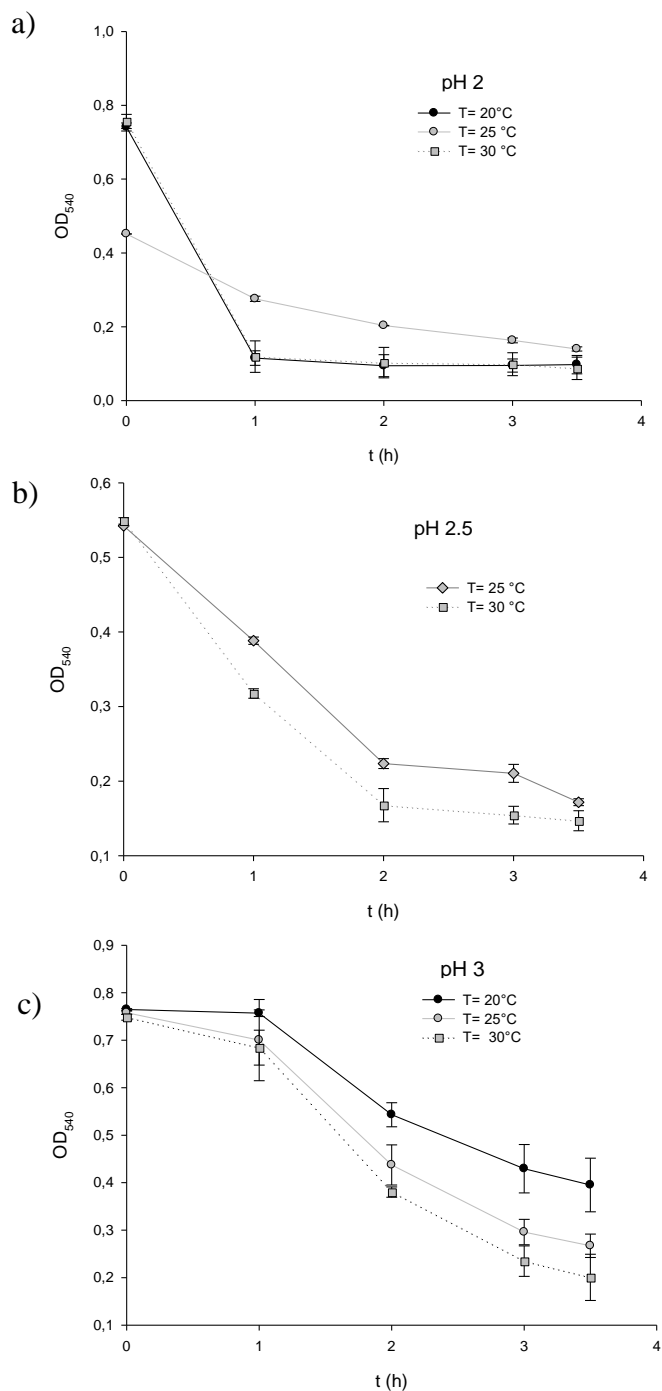 a)
pH 2
T= 20°C
T= 25 °C
T= 30 °C
OD540
0,0
0,2
0,4
0,6
0,8
1,0
0
1
2
3
4
t (h)
b)
pH 2.5
T= 25 °C
T= 30 °C
OD540
0,1
0,2
0,3
0,4
0,5
0,6
0
1
2
3
4
t (h)
c)
pH 3
T= 20°C
T= 25°C
T= 30°C
OD540
0,1
0,2
0,3
0,4
0,5
0,6
0,7
0,8
0,9
0
1
2
3
4
t (h)